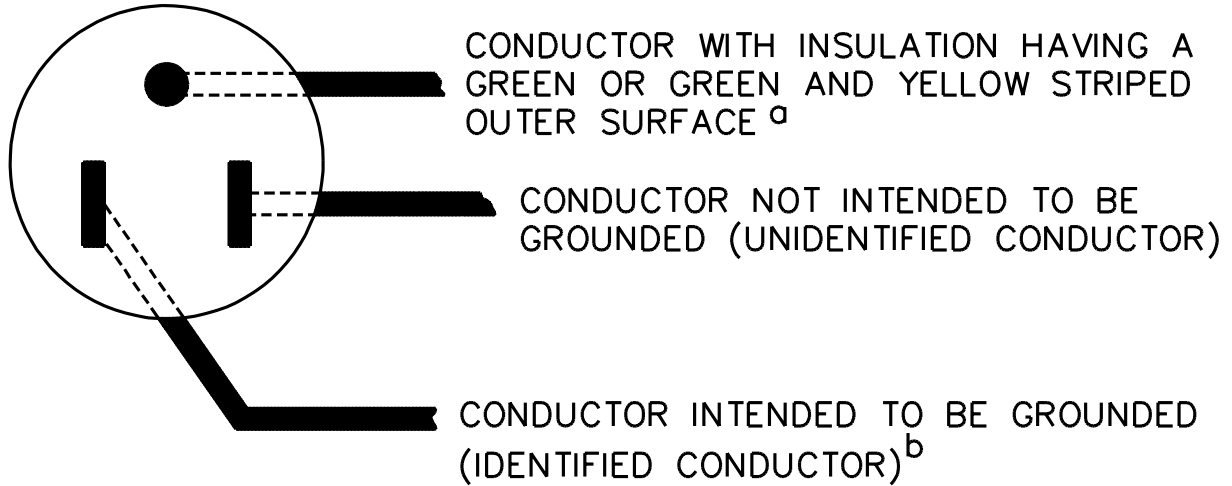 CONDUCTOR WITH INSULATION HAVING A
GREEN OR GREEN AND YELLOW STRIPED
OUTER SURFACE a
CONDUCTOR NOT INTENDED TO BE
GROUNDED (UNIDENTIFIED CONDUCTOR)
CONDUCTOR INTENDED TO BE GROUNDED
(IDENTIFIED CONDUCTOR) b